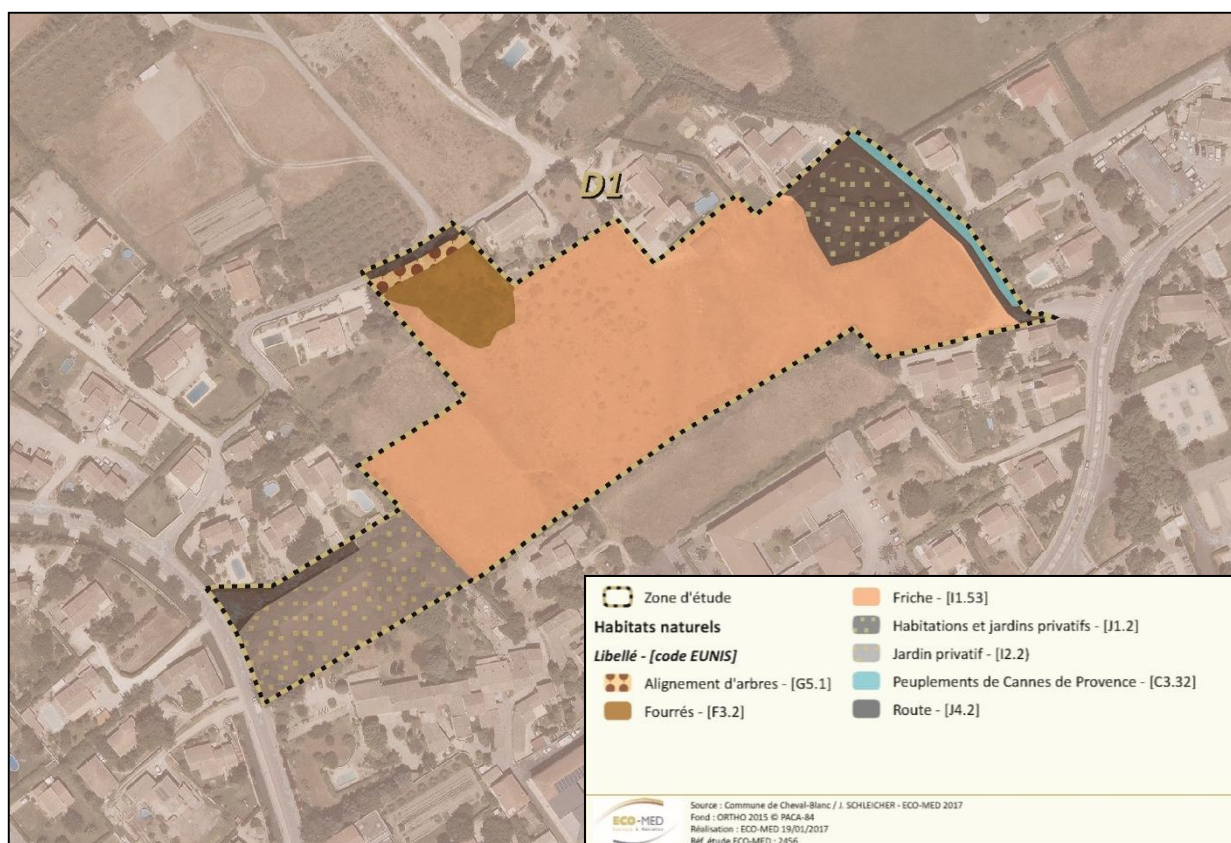 D1
Zone d'étude
Habitats naturels
Libellé - [code EUNIS]
Alignement d'arbres - [G5.1]
Fourrés - [F3.2]
Friche - [I1.53]
Habitations et jardins privatifs - [J1.2]
Jardin privatif - [I2.2)
Peuplements de Cannes de Provence - [C3.32]
Route - [J4.2]
ECO-MED
Source : Commune de Cheval-Blanc / J. SCHLEICHER - ECO-MED 2017
Fond : ORTHO 2015 © PACA-84
Réalisation : ECO-MED 19/01/2017
Réf. étude ECO-MED : 2456